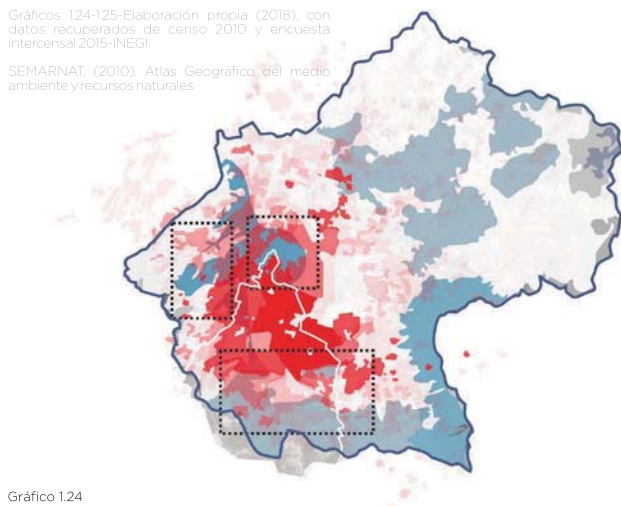 Gráficos 1.24-1.25-Elaboración propia (2018), con
datos recuperados de censo 2010 y encuesta
intercensal 2015-INEGI.
SEMARNAT, (2010). Atlas Geográfico del medio
ambiente y recursos naturales.
Gráfico 1.24